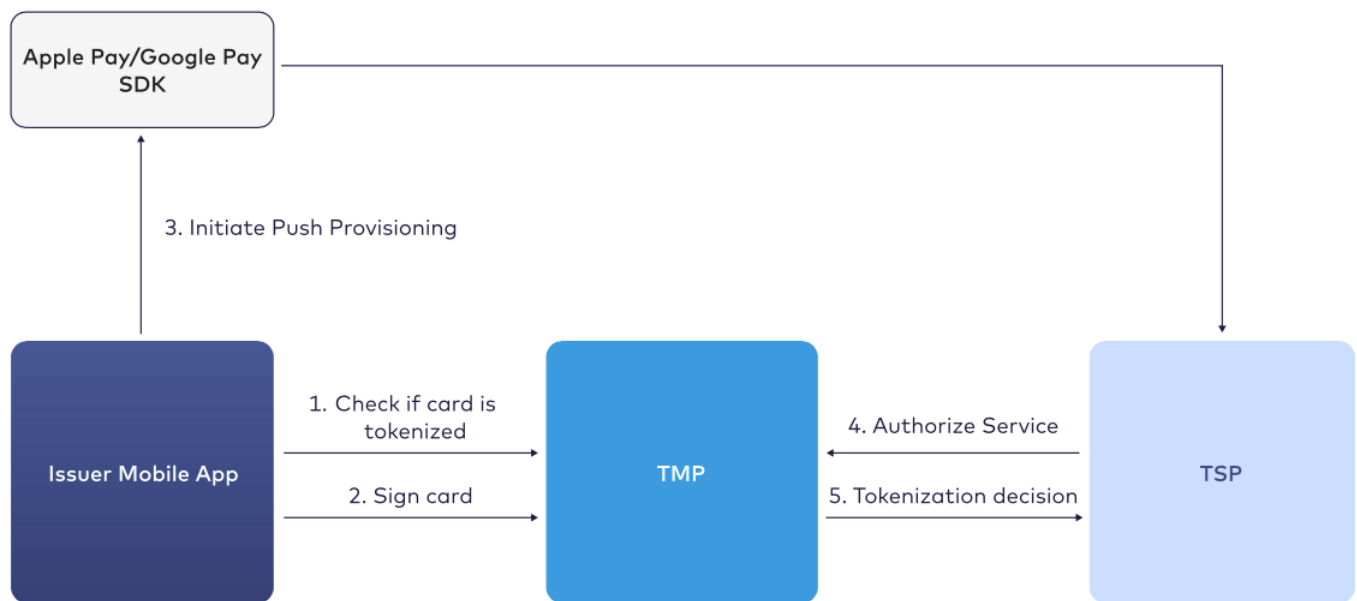 Apple Pay/Google Pay
SDK
3. Initiate Push Provisioning
1. Check if card is
tokenized
4. Authorize Service
Issuer Mobile App
TMP
TSP
2. Sign card
5. Tokenization decision